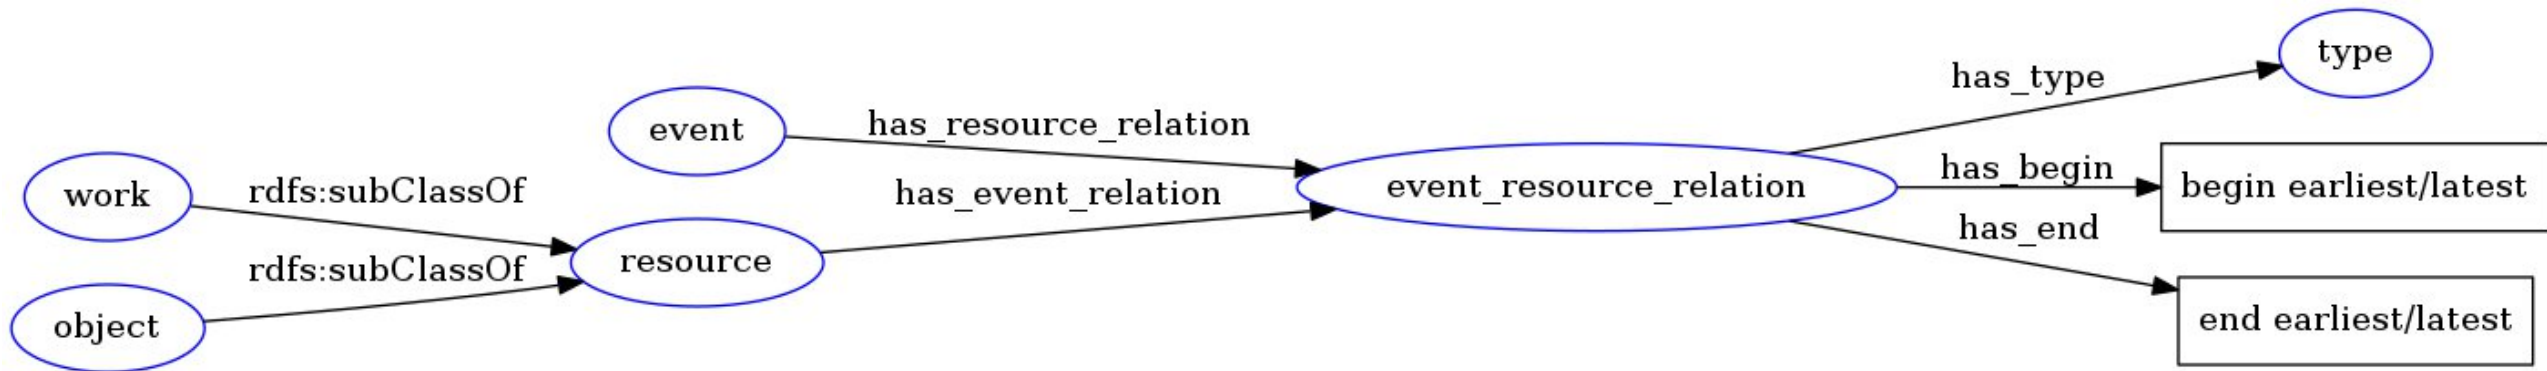 type
has_type
event
has_resource_relation
has_begin
begin earliest/latest
work
rdfs:subClassOf
has_event_relation
event_resource_relation
has_end
resource
rdfs:subClassOf
object
end earliest/latest